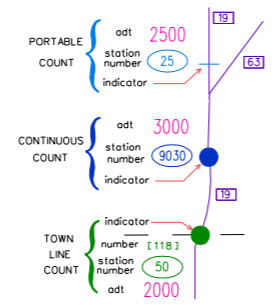 19
adt 2500
PORTABLE COUNT
station number 25
indicator
63
adt 3000
CONTINUOUS COUNT
station number 9030
indicator
19
indicator
TOWN LINE COUNT
number [118]
station number 50
adt 2000